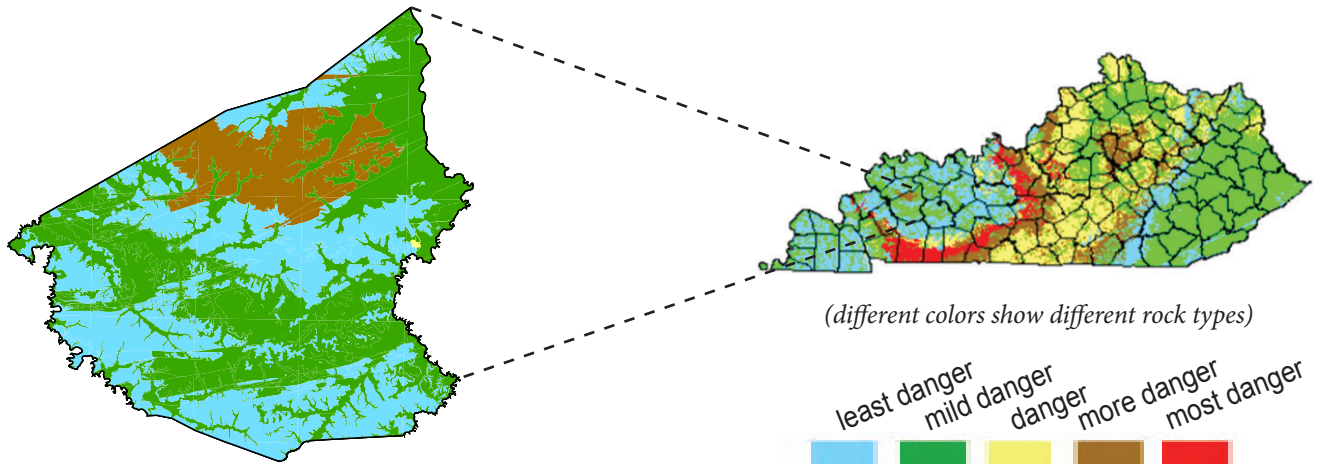 (different colors show different rock types)
least danger
mild danger
danger
more danger
most danger